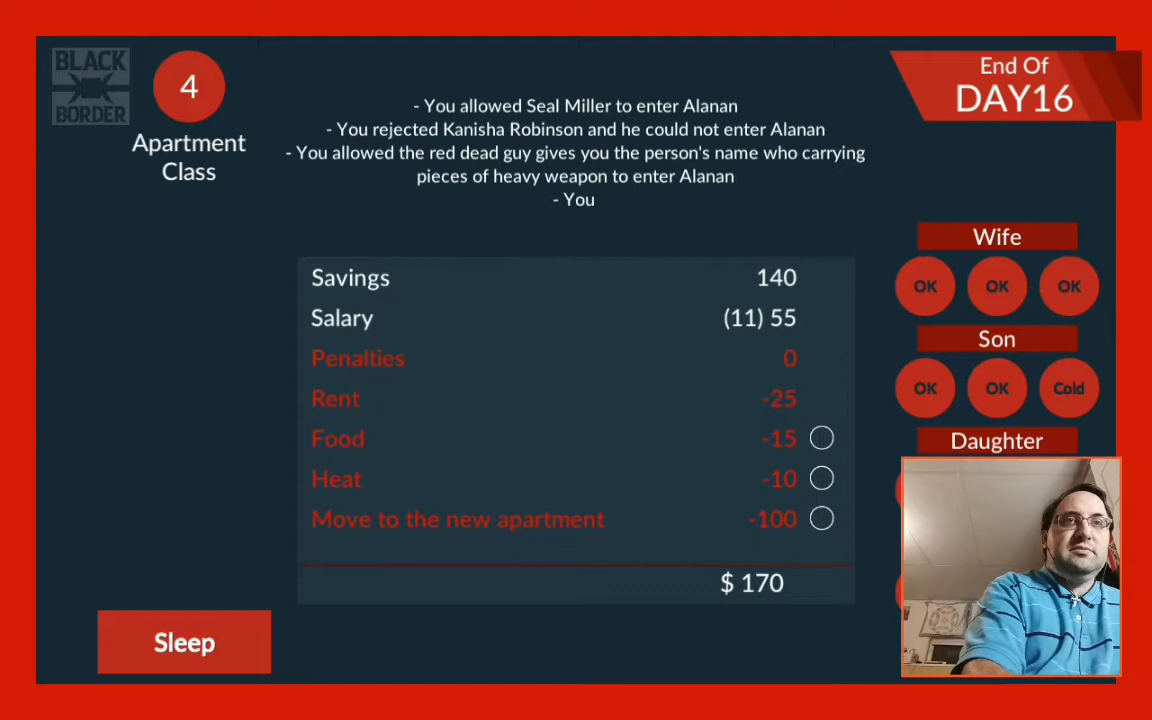 BLACK
BORDER
4
Apartment
Class
- You allowed Seal Miller to enter Alanan
- You rejected Kanisha Robinson and he could not enter Alanan
- You allowed the red dead guy gives you the person's name who carrying
pieces of heavy weapon to enter Alanan
- You
End Of
DAY16
Savings 140
Salary (11) 55
Penalties 0
Rent -25
Food -15
Heat -10
Move to the new apartment -100
$ 170
Wife
OK OK OK
Son
OK OK Cold
Daughter
Sleep